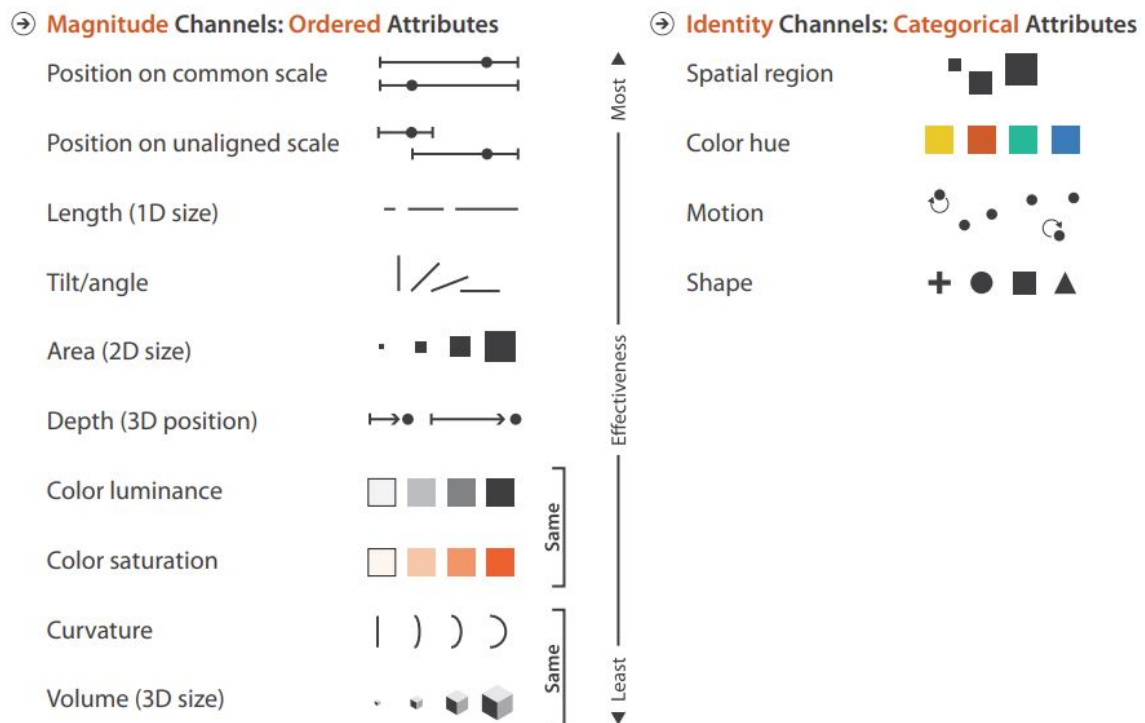 Magnitude Channels: Ordered Attributes
Position on common scale
Position on unaligned scale
Length (1D size)
Tilt/angle
Area (2D size)
Depth (3D position)
Color luminance
Color saturation
Curvature
Volume (3D size)
Same
Same
Most
Effectiveness
Least
Identity Channels: Categorical Attributes
Spatial region
Color hue
Motion
Shape